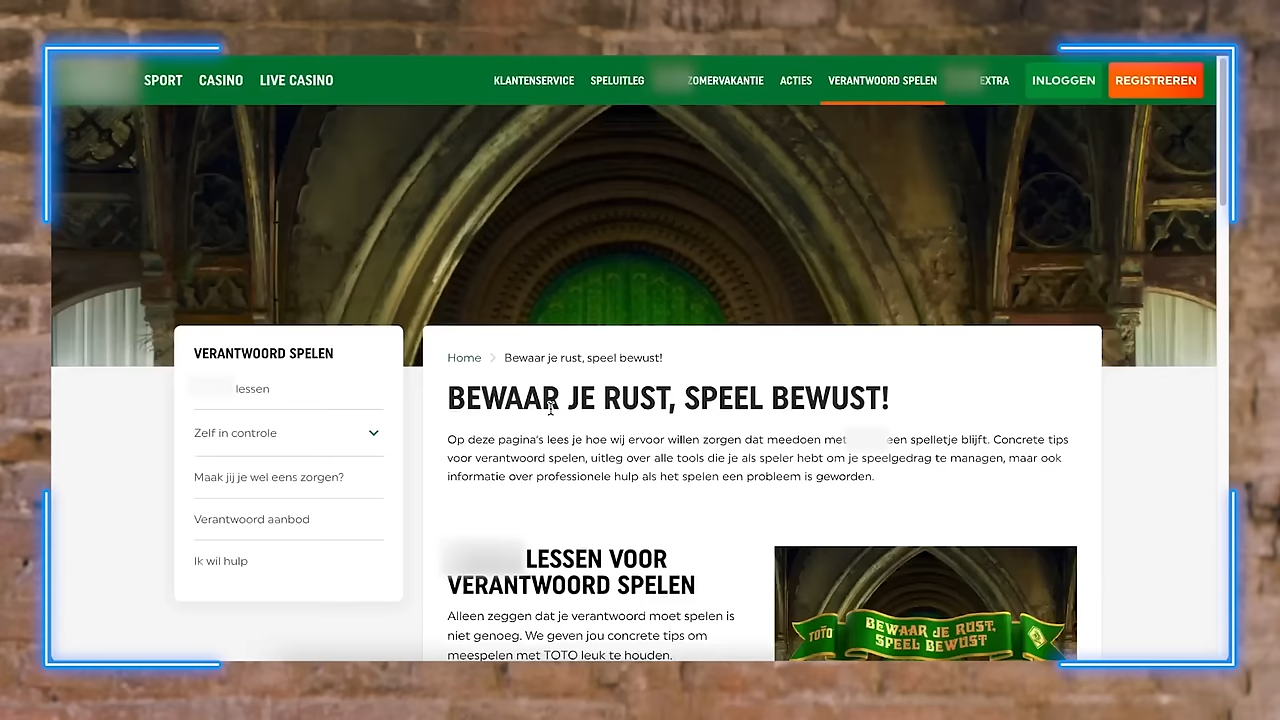 SPORT CASINO LIVE CASINO KLANTENSERVICE SPELUITLEG ZOMERVAKANTIE ACTIES VERANTWOORD SPELEN EXTRA INLOGGEN REGISTREREN
VERANTWOORD SPELEN
lessen
Zelf in controle
Maak jij je wel eens zorgen?
Verantwoord aanbod
Ik wil hulp
Home Bewaar je rust, speel bewust!
BEWAAR JE RUST, SPEEL BEWUST!
Op deze pagina's lees je hoe wij ervoor willen zorgen dat meedoen met een spelletje blijft. Concrete tips
voor verantwoord spelen, uitleg over alle tools die je als speler hebt om je speelgedrag te managen, maar ook
informatie over professionele hulp als het spelen een probleem is geworden.
LESSEN VOOR
VERANTWOORD SPELEN
Alleen zeggen dat je verantwoord moet spelen is
niet genoeg. We geven jou concrete tips om
meespelen met TOTO leuk te houden.
TOTO
BEWAAR JE RUST,
SPEEL BEWUST